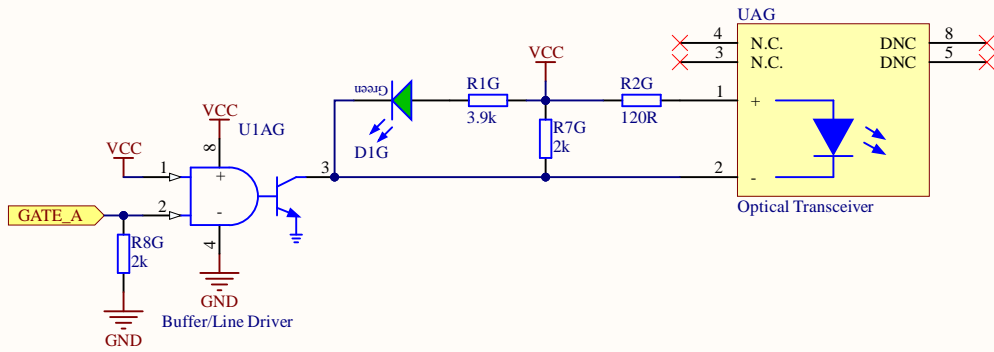 UAG
4 N.C. DNC 8
3 N.C. DNC 5
VCC
Green
R1G
3.9k
R2G
120R
1 +
D1G
R7G
2k
VCC
U1AG
8
VCC
1 +
3
2 -
Optical Transceiver
GATE_A
2 -
R8G
2k
4
GND
GND
Buffer/Line Driver